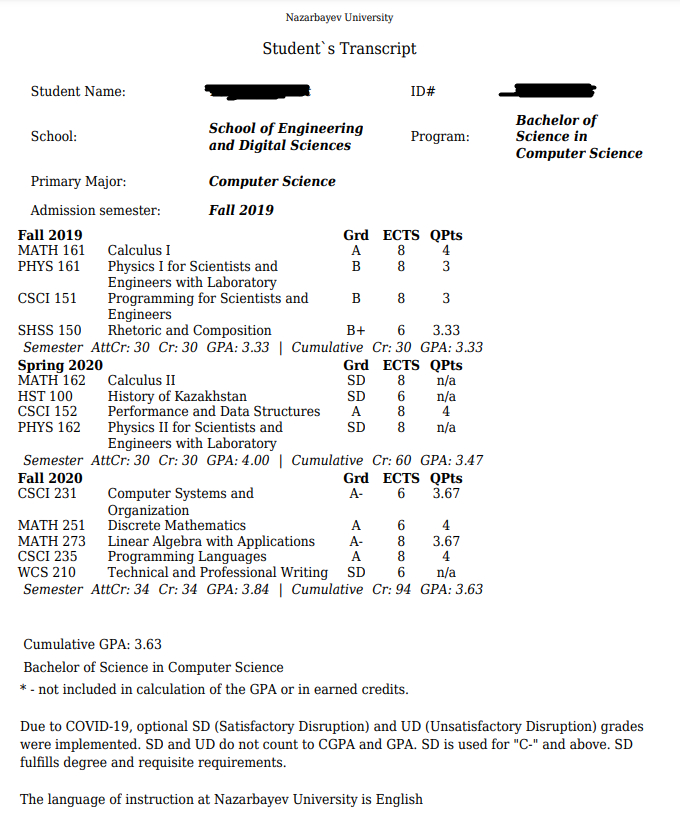 Nazarbayev University
Student`s Transcript
Student Name: ID#
School: School of Engineering and Digital Sciences Program: Bachelor of Science in Computer Science
Primary Major: Computer Science
Admission semester: Fall 2019
Fall 2019 Grd ECTS QPts
MATH 161 Calculus I A 8 4
PHYS 161 Physics I for Scientists and B 8 3
Engineers with Laboratory
CSCI 151 Programming for Scientists and B 8 3
Engineers
SHSS 150 Rhetoric and Composition B+ 6 3.33
Semester AttCr: 30 Cr: 30 GPA: 3.33 | Cumulative Cr: 30 GPA: 3.33
Spring 2020 Grd ECTS QPts
MATH 162 Calculus II SD 8 n/a
HST 100 History of Kazakhstan SD 6 n/a
CSCI 152 Performance and Data Structures A 8 4
PHYS 162 Physics II for Scientists and SD 8 n/a
Engineers with Laboratory
Semester AttCr: 30 Cr: 30 GPA: 4.00 | Cumulative Cr: 60 GPA: 3.47
Fall 2020 Grd ECTS QPts
CSCI 231 Computer Systems and A- 6 3.67
Organization
MATH 251 Discrete Mathematics A 6 4
MATH 273 Linear Algebra with Applications A- 8 3.67
CSCI 235 Programming Languages A 8 4
WCS 210 Technical and Professional Writing SD 6 n/a
Semester AttCr: 34 Cr: 34 GPA: 3.84 | Cumulative Cr: 94 GPA: 3.63
Cumulative GPA: 3.63
Bachelor of Science in Computer Science
* - not included in calculation of the GPA or in earned credits.
Due to COVID-19, optional SD (Satisfactory Disruption) and UD (Unsatisfactory Disruption) grades
were implemented. SD and UD do not count to CGPA and GPA. SD is used for "C-" and above. SD
fulfills degree and requisite requirements.
The language of instruction at Nazarbayev University is English